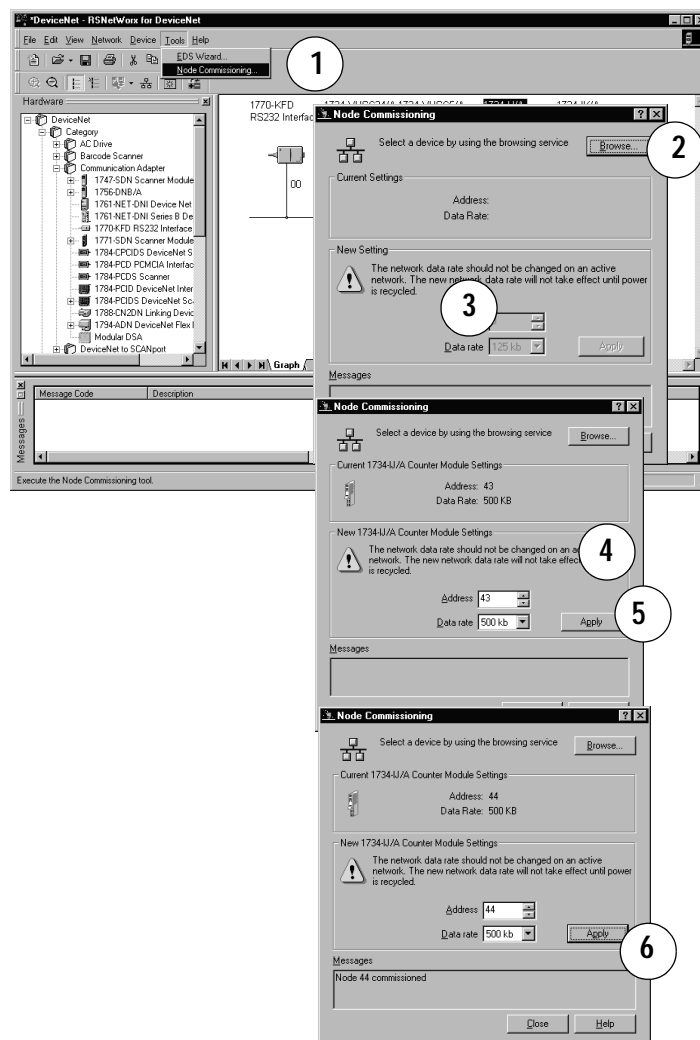 *DeviceNet - RSNetWorx for DeviceNet
File Edit View Network Device Tools Help
EDS Wizard...
Node Commissioning...
1
Hardware
DeviceNet
Category
AC Drive
Barcode Scanner
Communication Adapter
1747-SDN Scanner Module
1756-DNB/A
1761-NET-DNI Device Net
1761-NET-DNI Series B De
1770-KFD RS232 Interface
1771-SDN Scanner Module
1784-CPCIDS DeviceNet S
1784-PCD PCMCIA Interfac
1784-PCDS Scanner
1784-PCID DeviceNet Inter
1784-PCIDS DeviceNet Sc
1788-CN2DN Linking Devic
1794-ADN DeviceNet Flex I
Modular DSA
DeviceNet to SCANport
1770-KFD
RS232 Interfac
00
Graph
Messages
Message Code Description
Execute the Node Commissioning tool.
Node Commissioning
Select a device by using the browsing service
Browse...
2
Current Settings
Address:
Data Rate:
New Setting
The network data rate should not be changed on an active
network. The new network data rate will not take effect until power
is recycled.
3
Data rate 125 kb Apply
Messages
Node Commissioning
Select a device by using the browsing service
Browse...
Current 1734-IJ/A Counter Module Settings
Address: 43
Data Rate: 500 KB
New 1734-IJ/A Counter Module Settings
The network data rate should not be changed on an a
network. The new network data rate will not take effec
is recycled.
4
Address 43
Data rate 500 kb Apply
5
Messages
Node Commissioning
Select a device by using the browsing service
Browse...
Current 1734-IJ/A Counter Module Settings
Address: 44
Data Rate: 500 KB
New 1734-IJ/A Counter Module Settings
The network data rate should not be changed on an active
network. The new network data rate will not take effect until power
is recycled.
Address 44
Data rate 500 kb Apply
6
Messages
Node 44 commissioned
Close Help